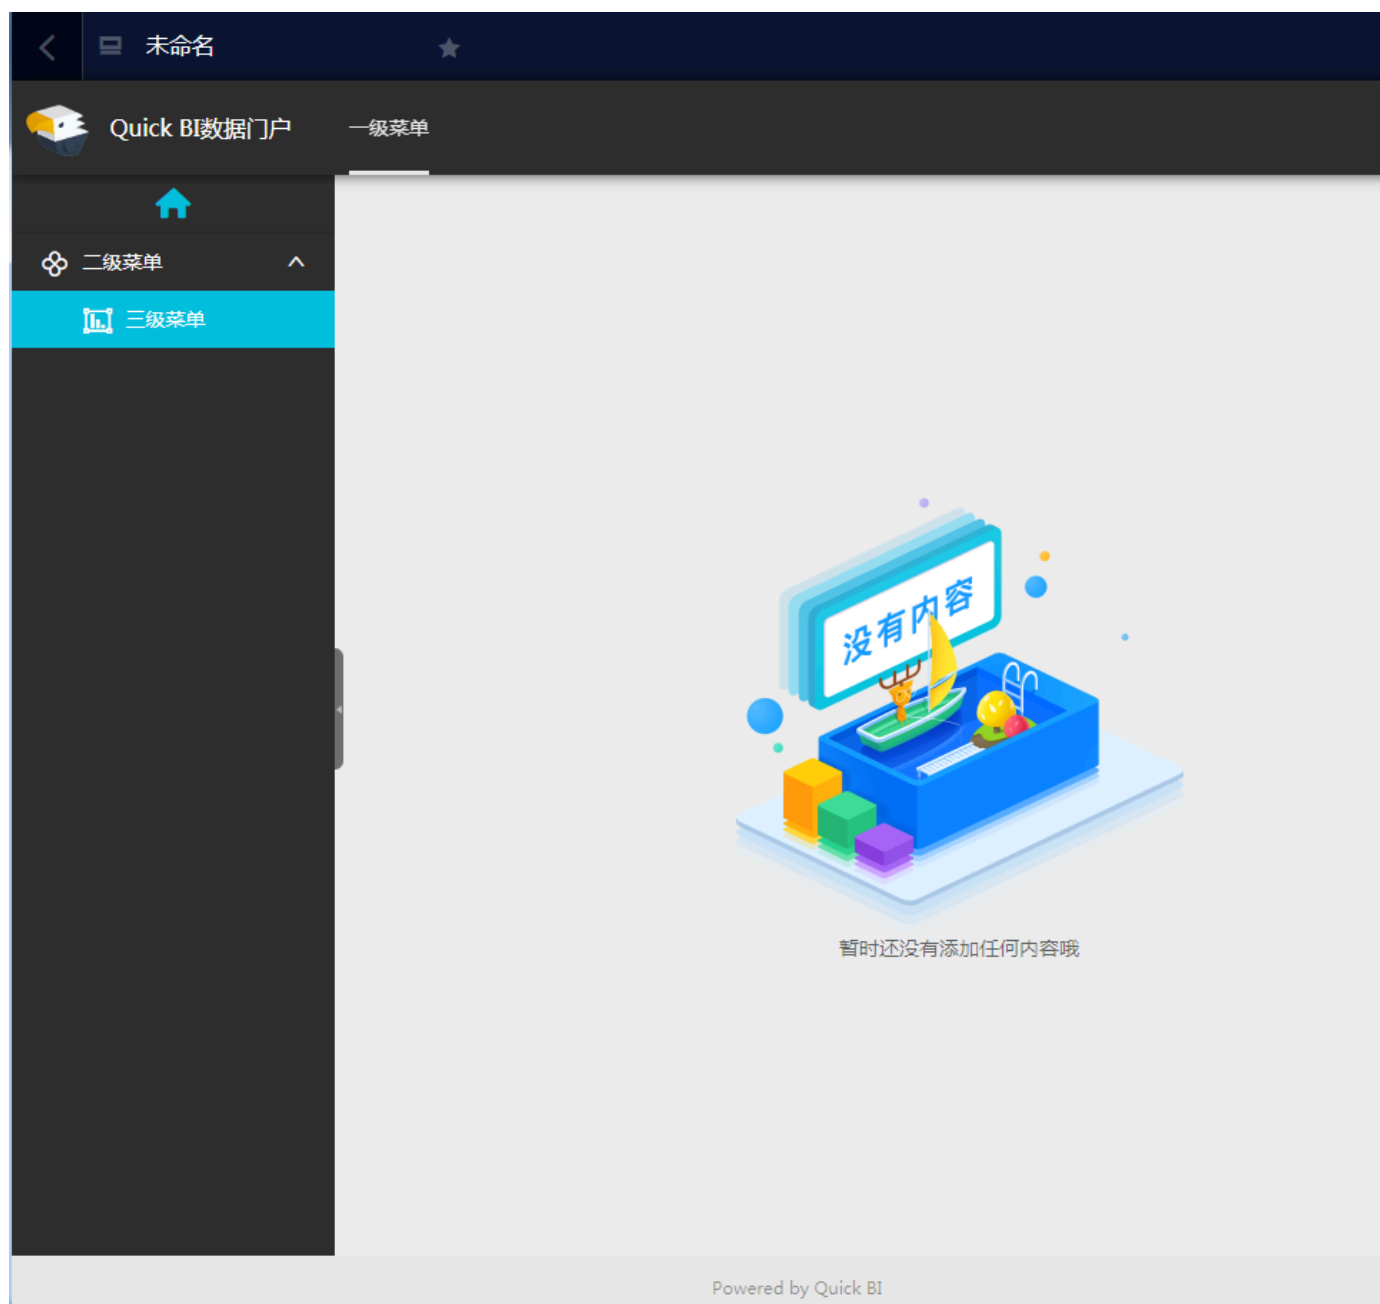 未命名
Quick BI数据门户
一级菜单
二级菜单
三级菜单
没有内容
暂时还没有添加任何内容哦
Powered by Quick BI